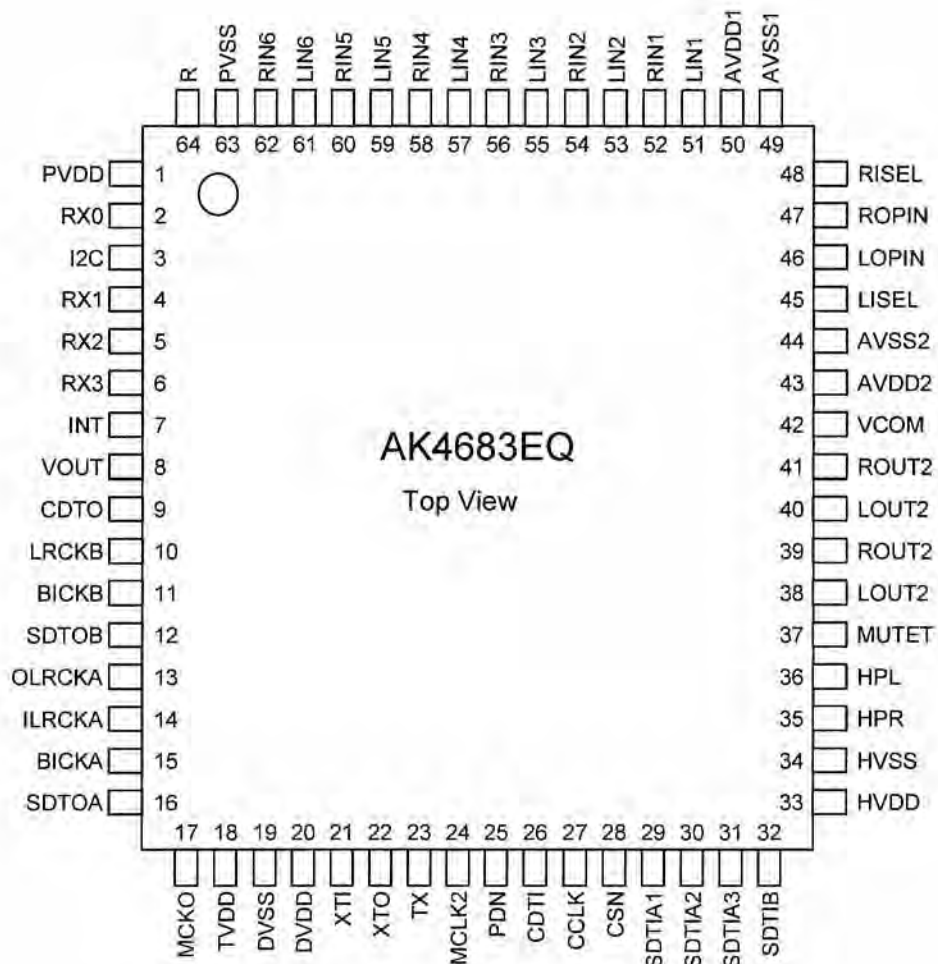 R PVSS RIN6 LIN6 RIN5 LIN5 RIN4 LIN4 RIN3 LIN3 RIN2 LIN2 RIN1 LIN1 AVDD1 AVSS1
64 63 62 61 60 59 58 57 56 55 54 53 52 51 50 49
PVDD 1 48 RISEL
RX0 2 47 ROPIN
I2C 3 46 LOPIN
RX1 4 45 LISEL
RX2 5 44 AVSS2
RX3 6 43 AVDD2
INT 7 42 VCOM
AK4683EQ
VOUT 8 41 ROUT2
Top View
CDTO 9 40 LOUT2
LRCKB 10 39 ROUT2
BICKB 11 38 LOUT2
SDTOB 12 37 MUTET
OLRCKA 13 36 HPL
ILRCKA 14 35 HPR
BICKA 15 34 HVSS
SDTOA 16 33 HVDD
17 18 19 20 21 22 23 24 25 26 27 28 29 30 31 32
MCKO TVDD DVSS DVDD XTI XTO TX MCLK2 PDN CDTI CCLK CSN SDTIA1 SDTIA2 SDTIA3 SDTIB